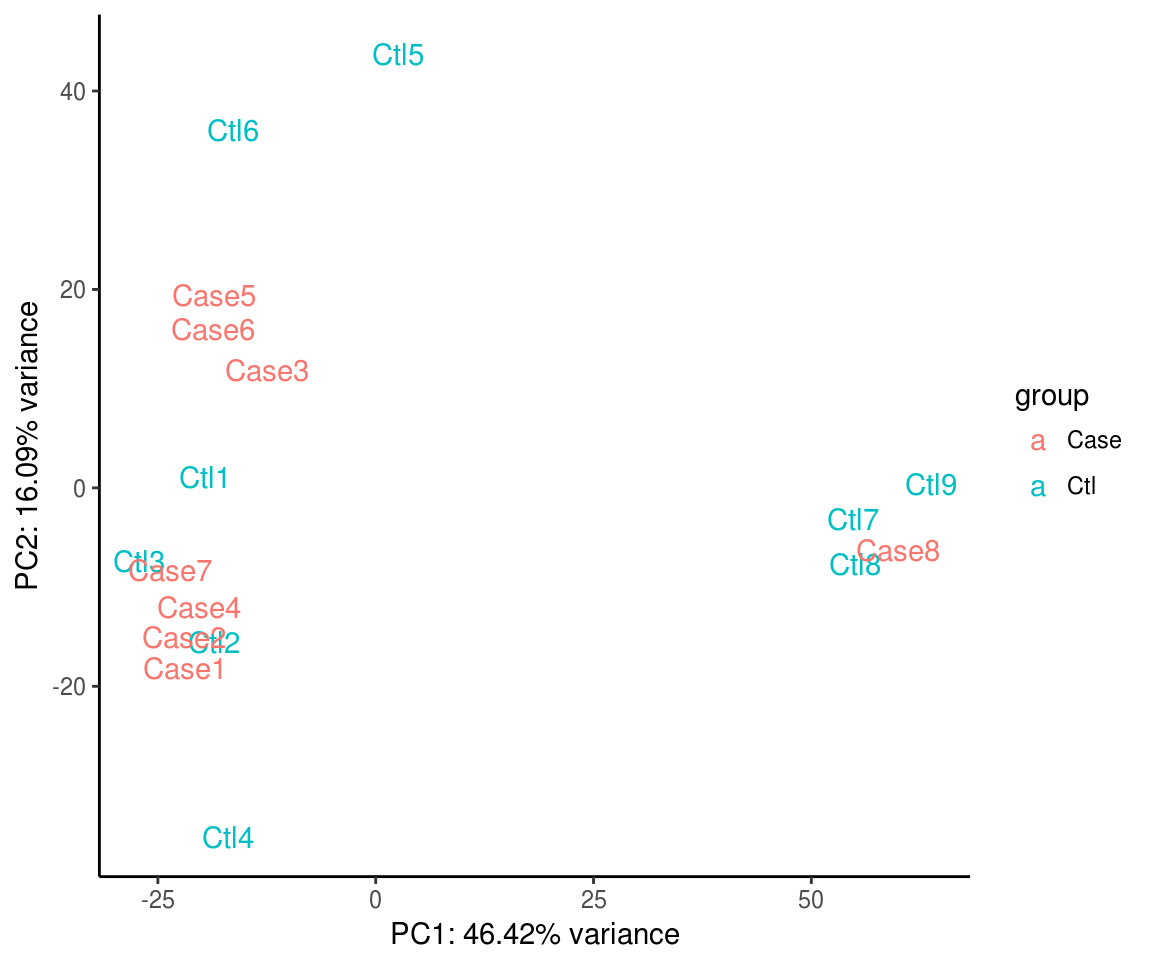 Ctl5
40
Ctl6
20
Case5
Case6
Case3
group
a Case
a Ctl
Ctl1
0
Ctl9
Ctl7
Case8
Ctl8
Ctl3
Case7
Case4
Case2
Ctl2
Case1
-20
Ctl4
-25 0 25 50
PC1: 46.42% variance
PC2: 16.09% variance